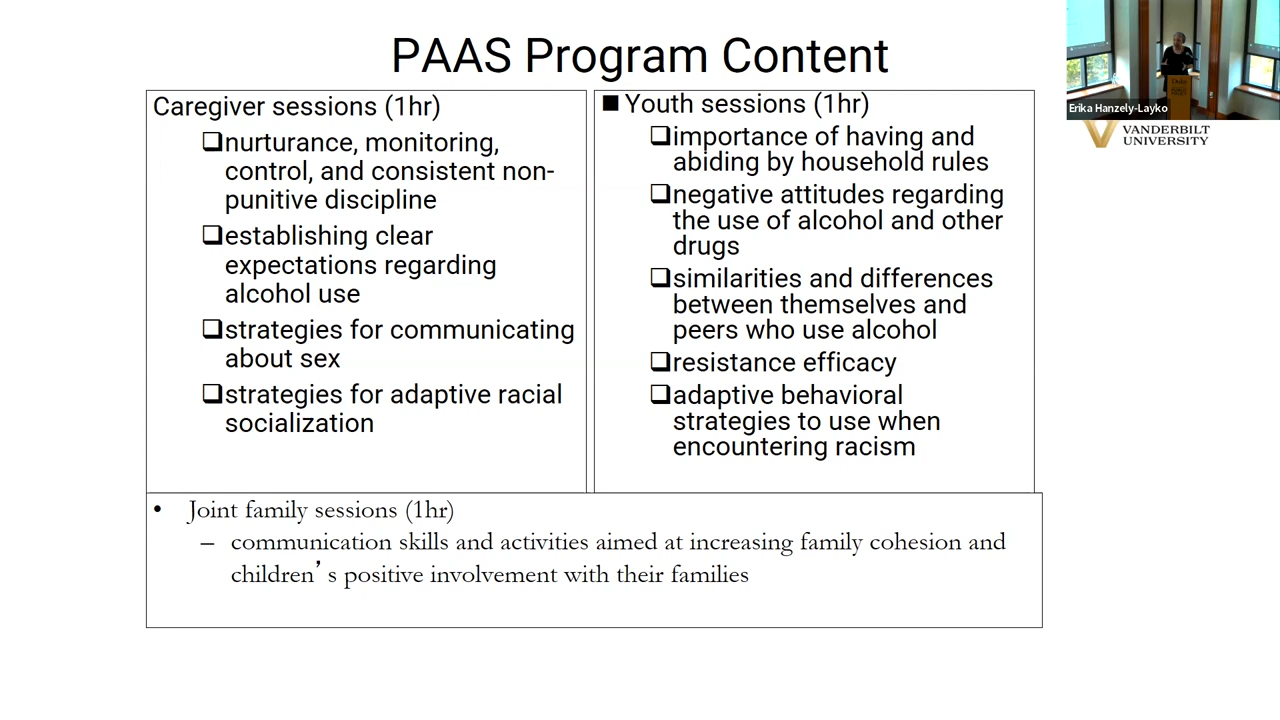 PAAS Program Content
Caregiver sessions (1hr)
❑nurturance, monitoring,
control, and consistent non-
punitive discipline
❑establishing clear
expectations regarding
alcohol use
❑strategies for communicating
about sex
❑strategies for adaptive racial
socialization
■ Youth sessions (1hr)
❑importance of having and
abiding by household rules
❑negative attitudes regarding
the use of alcohol and other
drugs
❑similarities and differences
between themselves and
peers who use alcohol
❑resistance efficacy
❑adaptive behavioral
strategies to use when
encountering racism
• Joint family sessions (1hr)
– communication skills and activities aimed at increasing family cohesion and
children’s positive involvement with their families
Erika Hanzely-Layko
VANDERBILT
UNIVERSITY